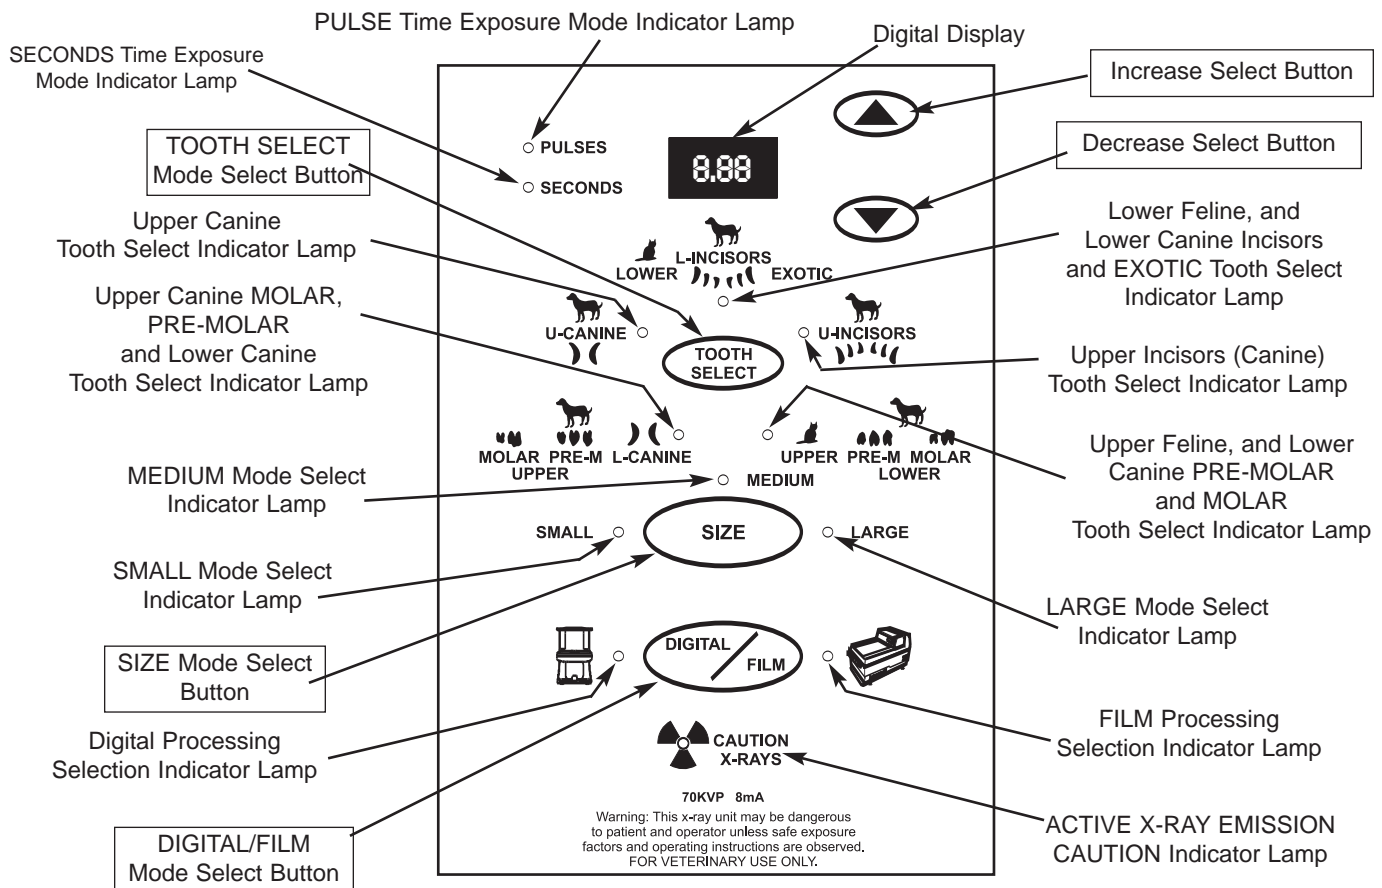 PULSE Time Exposure Mode Indicator Lamp
Digital Display
SECONDS Time Exposure
Mode Indicator Lamp
Increase Select Button
TOOTH SELECT
Mode Select Button
PULSES
SECONDS
8.88
Decrease Select Button
Upper Canine
Tooth Select Indicator Lamp
Lower Feline, and
Lower Canine Incisors
and EXOTIC Tooth Select
Indicator Lamp
L-INCISORS
LOWER
EXOTIC
Upper Canine MOLAR,
PRE-MOLAR
and Lower Canine
Tooth Select Indicator Lamp
U-CANINE
U-INCISORS
TOOTH
SELECT
Upper Incisors (Canine)
Tooth Select Indicator Lamp
MOLAR PRE-M L-CANINE
UPPER
UPPER PRE-M MOLAR
LOWER
Upper Feline, and Lower
Canine PRE-MOLAR
and MOLAR
Tooth Select Indicator Lamp
MEDIUM Mode Select
Indicator Lamp
MEDIUM
SMALL
SIZE
LARGE
SMALL Mode Select
Indicator Lamp
LARGE Mode Select
Indicator Lamp
SIZE Mode Select
Button
DIGITAL
FILM
Digital Processing
Selection Indicator Lamp
FILM Processing
Selection Indicator Lamp
CAUTION
X-RAYS
70KVP 8mA
Warning: This x-ray unit may be dangerous
to patient and operator unless safe exposure
factors and operating instructions are observed.
FOR VETERINARY USE ONLY.
DIGITAL/FILM
Mode Select Button
ACTIVE X-RAY EMISSION
CAUTION Indicator Lamp